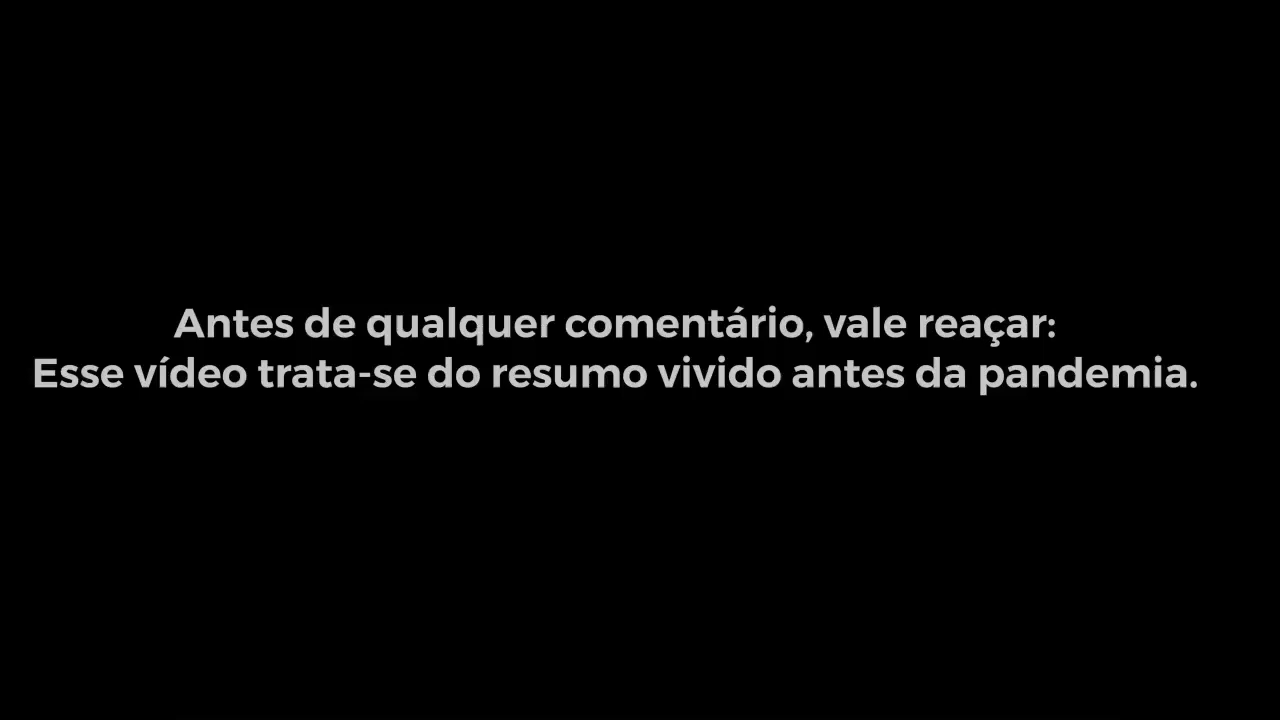 Antes de qualquer comentário, vale reaçar:
Esse vídeo trata-se do resumo vivido antes da pandemia.